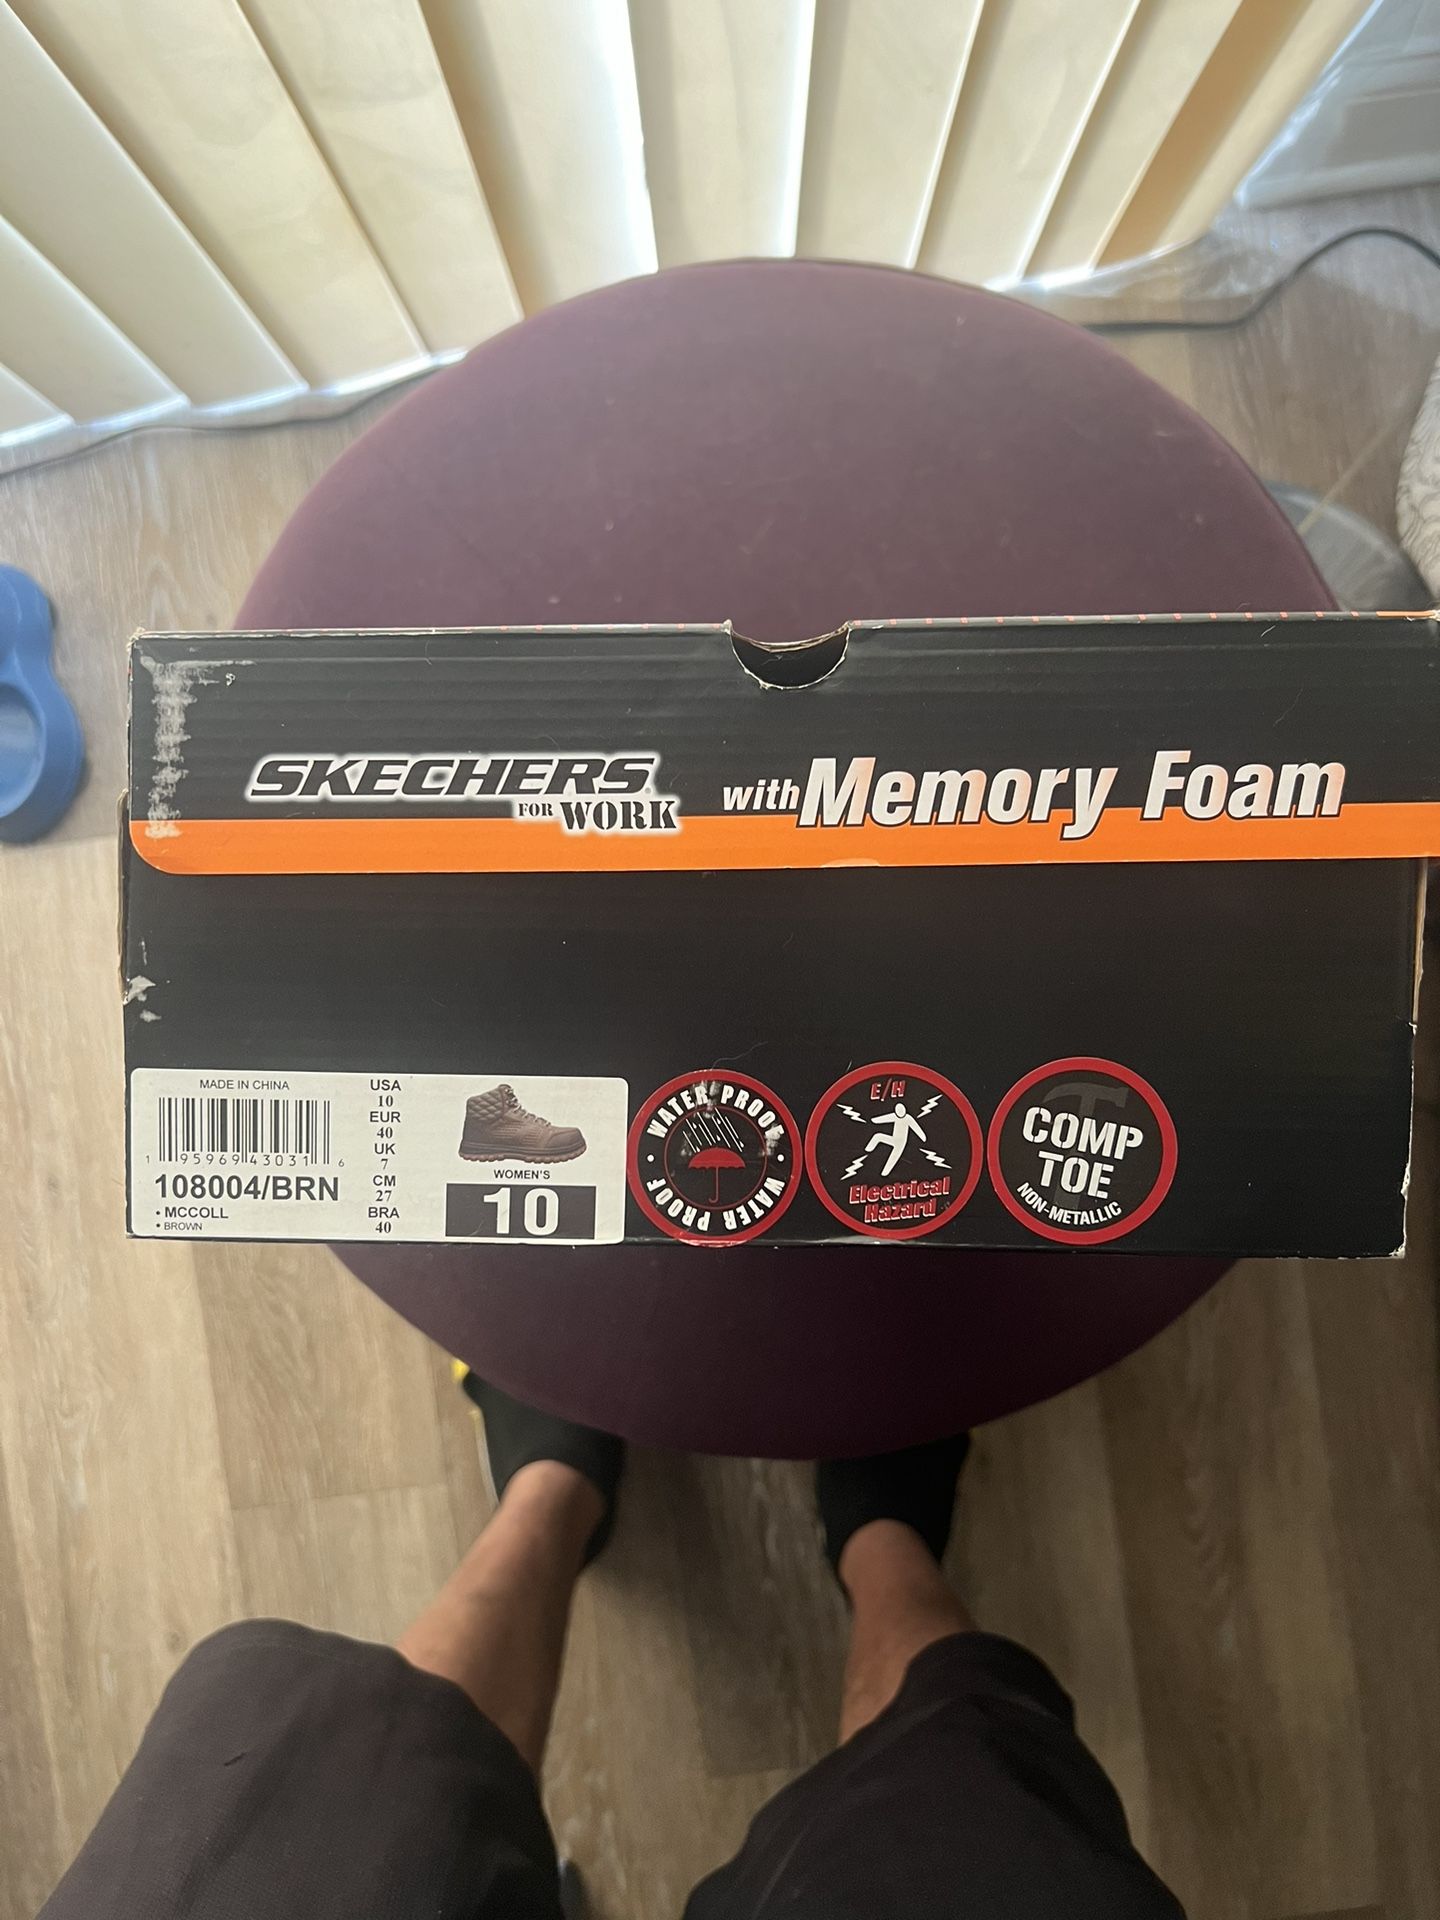 SKECHERS
FOR WORK
with Memory Foam
MADE IN CHINA
1 95969 43031 6
108004/BRN
• MCCOLL
• BROWN
USA
10
EUR
40
UK
7
CM
27
BRA
40
WOMEN'S
10
WATER PROOF • WATER PROOF •
E/H
Electrical
Hazard
COMP
TOE
NON-METALLIC